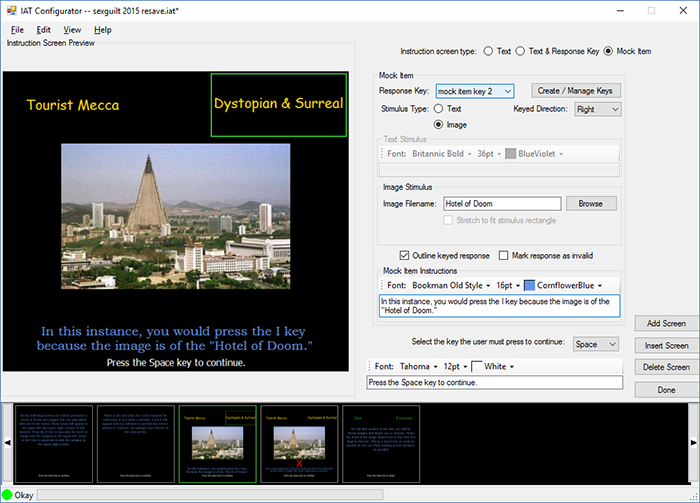 IAT Configurator -- sexguilt 2015 resave.iat*
File Edit View Help
Instruction Screen Preview
Tourist Mecca
Dystopian & Surreal
In this instance, you would press the I key
because the image is of the "Hotel of Doom."
Press the Space key to continue.
Instruction screen type: Text Text & Response Key Mock Item
Mock Item
Response Key: mock item key 2 Create / Manage Keys
Stimulus Type: Text Keyed Direction: Right
Image
Text Stimulus
Font: Britannic Bold 36pt BlueViolet
Image Stimulus
Image Filename: Hotel of Doom Browse
Stretch to fit stimulus rectangle
Outline keyed response Mark response as invalid
Mock Item Instructions
Font: Bookman Old Style 16pt CornflowerBlue
In this instance, you would press the I key because the image is of the
"Hotel of Doom."
Select the key the user must press to continue: Space
Font: Tahoma 12pt White
Press the Space key to continue.
Add Screen
Insert Screen
Delete Screen
Done
Tourist Mecca Dystopian & Surreal
Tourist Mecca Dystopian & Surreal
X
Okay